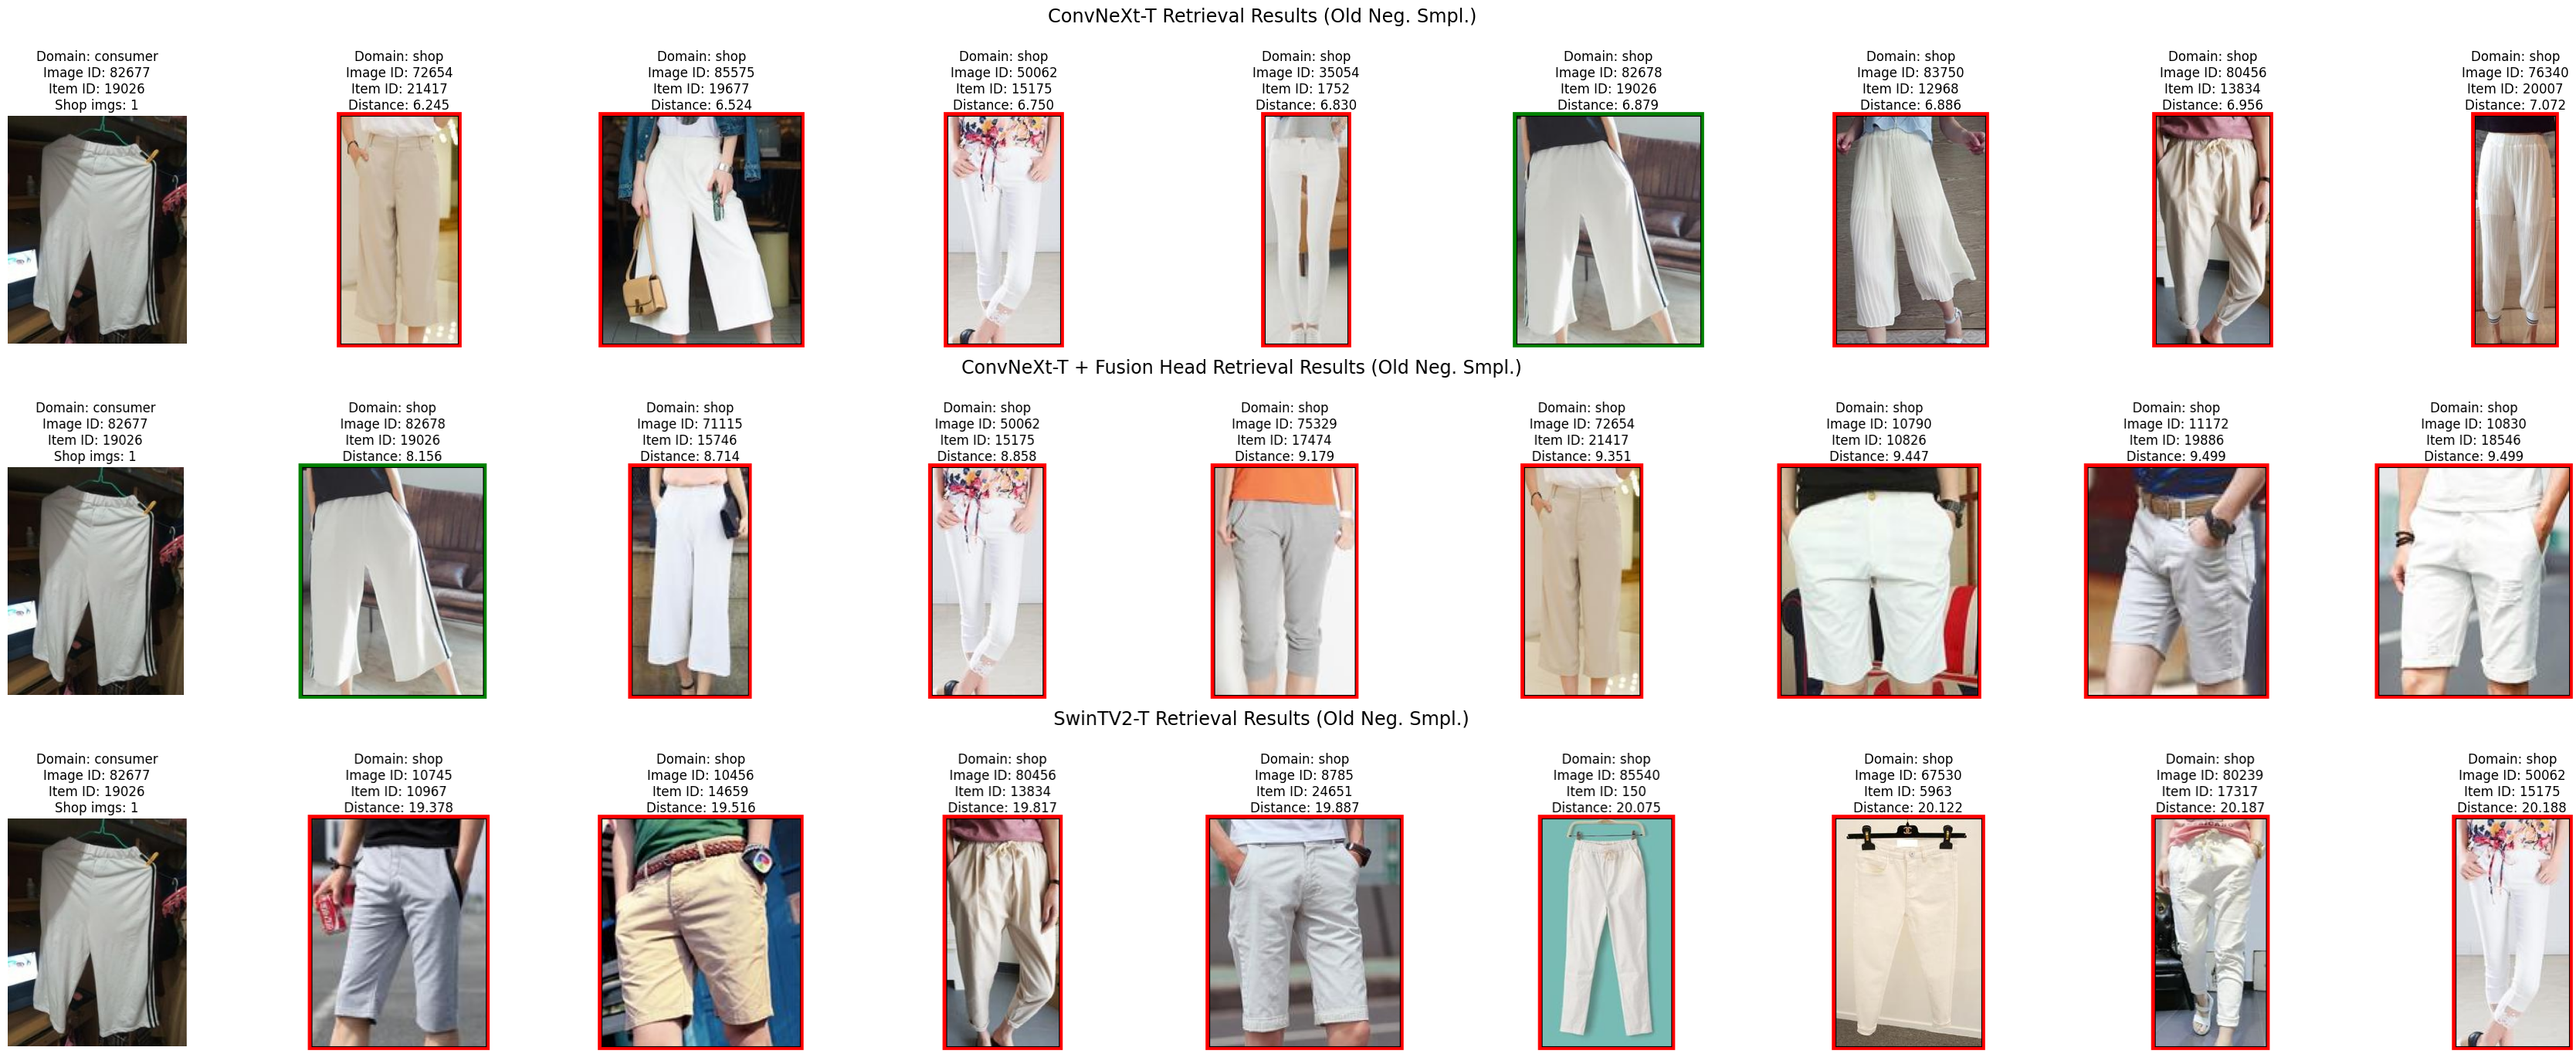 ConvNeXt-T Retrieval Results (Old Neg. Smpl.)
Domain: consumer
Image ID: 82677
Item ID: 19026
Shop imgs: 1
Domain: shop
Image ID: 72654
Item ID: 21417
Distance: 6.245
Domain: shop
Image ID: 85575
Item ID: 19677
Distance: 6.524
Domain: shop
Image ID: 50062
Item ID: 15175
Distance: 6.750
Domain: shop
Image ID: 35054
Item ID: 1752
Distance: 6.830
Domain: shop
Image ID: 82678
Item ID: 19026
Distance: 6.879
Domain: shop
Image ID: 83750
Item ID: 12968
Distance: 6.886
Domain: shop
Image ID: 80456
Item ID: 13834
Distance: 6.956
Domain: shop
Image ID: 76340
Item ID: 20007
Distance: 7.072
ConvNeXt-T + Fusion Head Retrieval Results (Old Neg. Smpl.)
Domain: consumer
Image ID: 82677
Item ID: 19026
Shop imgs: 1
Domain: shop
Image ID: 82678
Item ID: 19026
Distance: 8.156
Domain: shop
Image ID: 71115
Item ID: 15746
Distance: 8.714
Domain: shop
Image ID: 50062
Item ID: 15175
Distance: 8.858
Domain: shop
Image ID: 75329
Item ID: 17474
Distance: 9.179
Domain: shop
Image ID: 72654
Item ID: 21417
Distance: 9.351
Domain: shop
Image ID: 10790
Item ID: 10826
Distance: 9.447
Domain: shop
Image ID: 11172
Item ID: 19886
Distance: 9.499
Domain: shop
Image ID: 10830
Item ID: 18546
Distance: 9.499
SwinTV2-T Retrieval Results (Old Neg. Smpl.)
Domain: consumer
Image ID: 82677
Item ID: 19026
Shop imgs: 1
Domain: shop
Image ID: 10745
Item ID: 10967
Distance: 19.378
Domain: shop
Image ID: 10456
Item ID: 14659
Distance: 19.516
Domain: shop
Image ID: 80456
Item ID: 13834
Distance: 19.817
Domain: shop
Image ID: 8785
Item ID: 24651
Distance: 19.887
Domain: shop
Image ID: 85540
Item ID: 150
Distance: 20.075
Domain: shop
Image ID: 67530
Item ID: 5963
Distance: 20.122
Domain: shop
Image ID: 80239
Item ID: 17317
Distance: 20.187
Domain: shop
Image ID: 50062
Item ID: 15175
Distance: 20.188